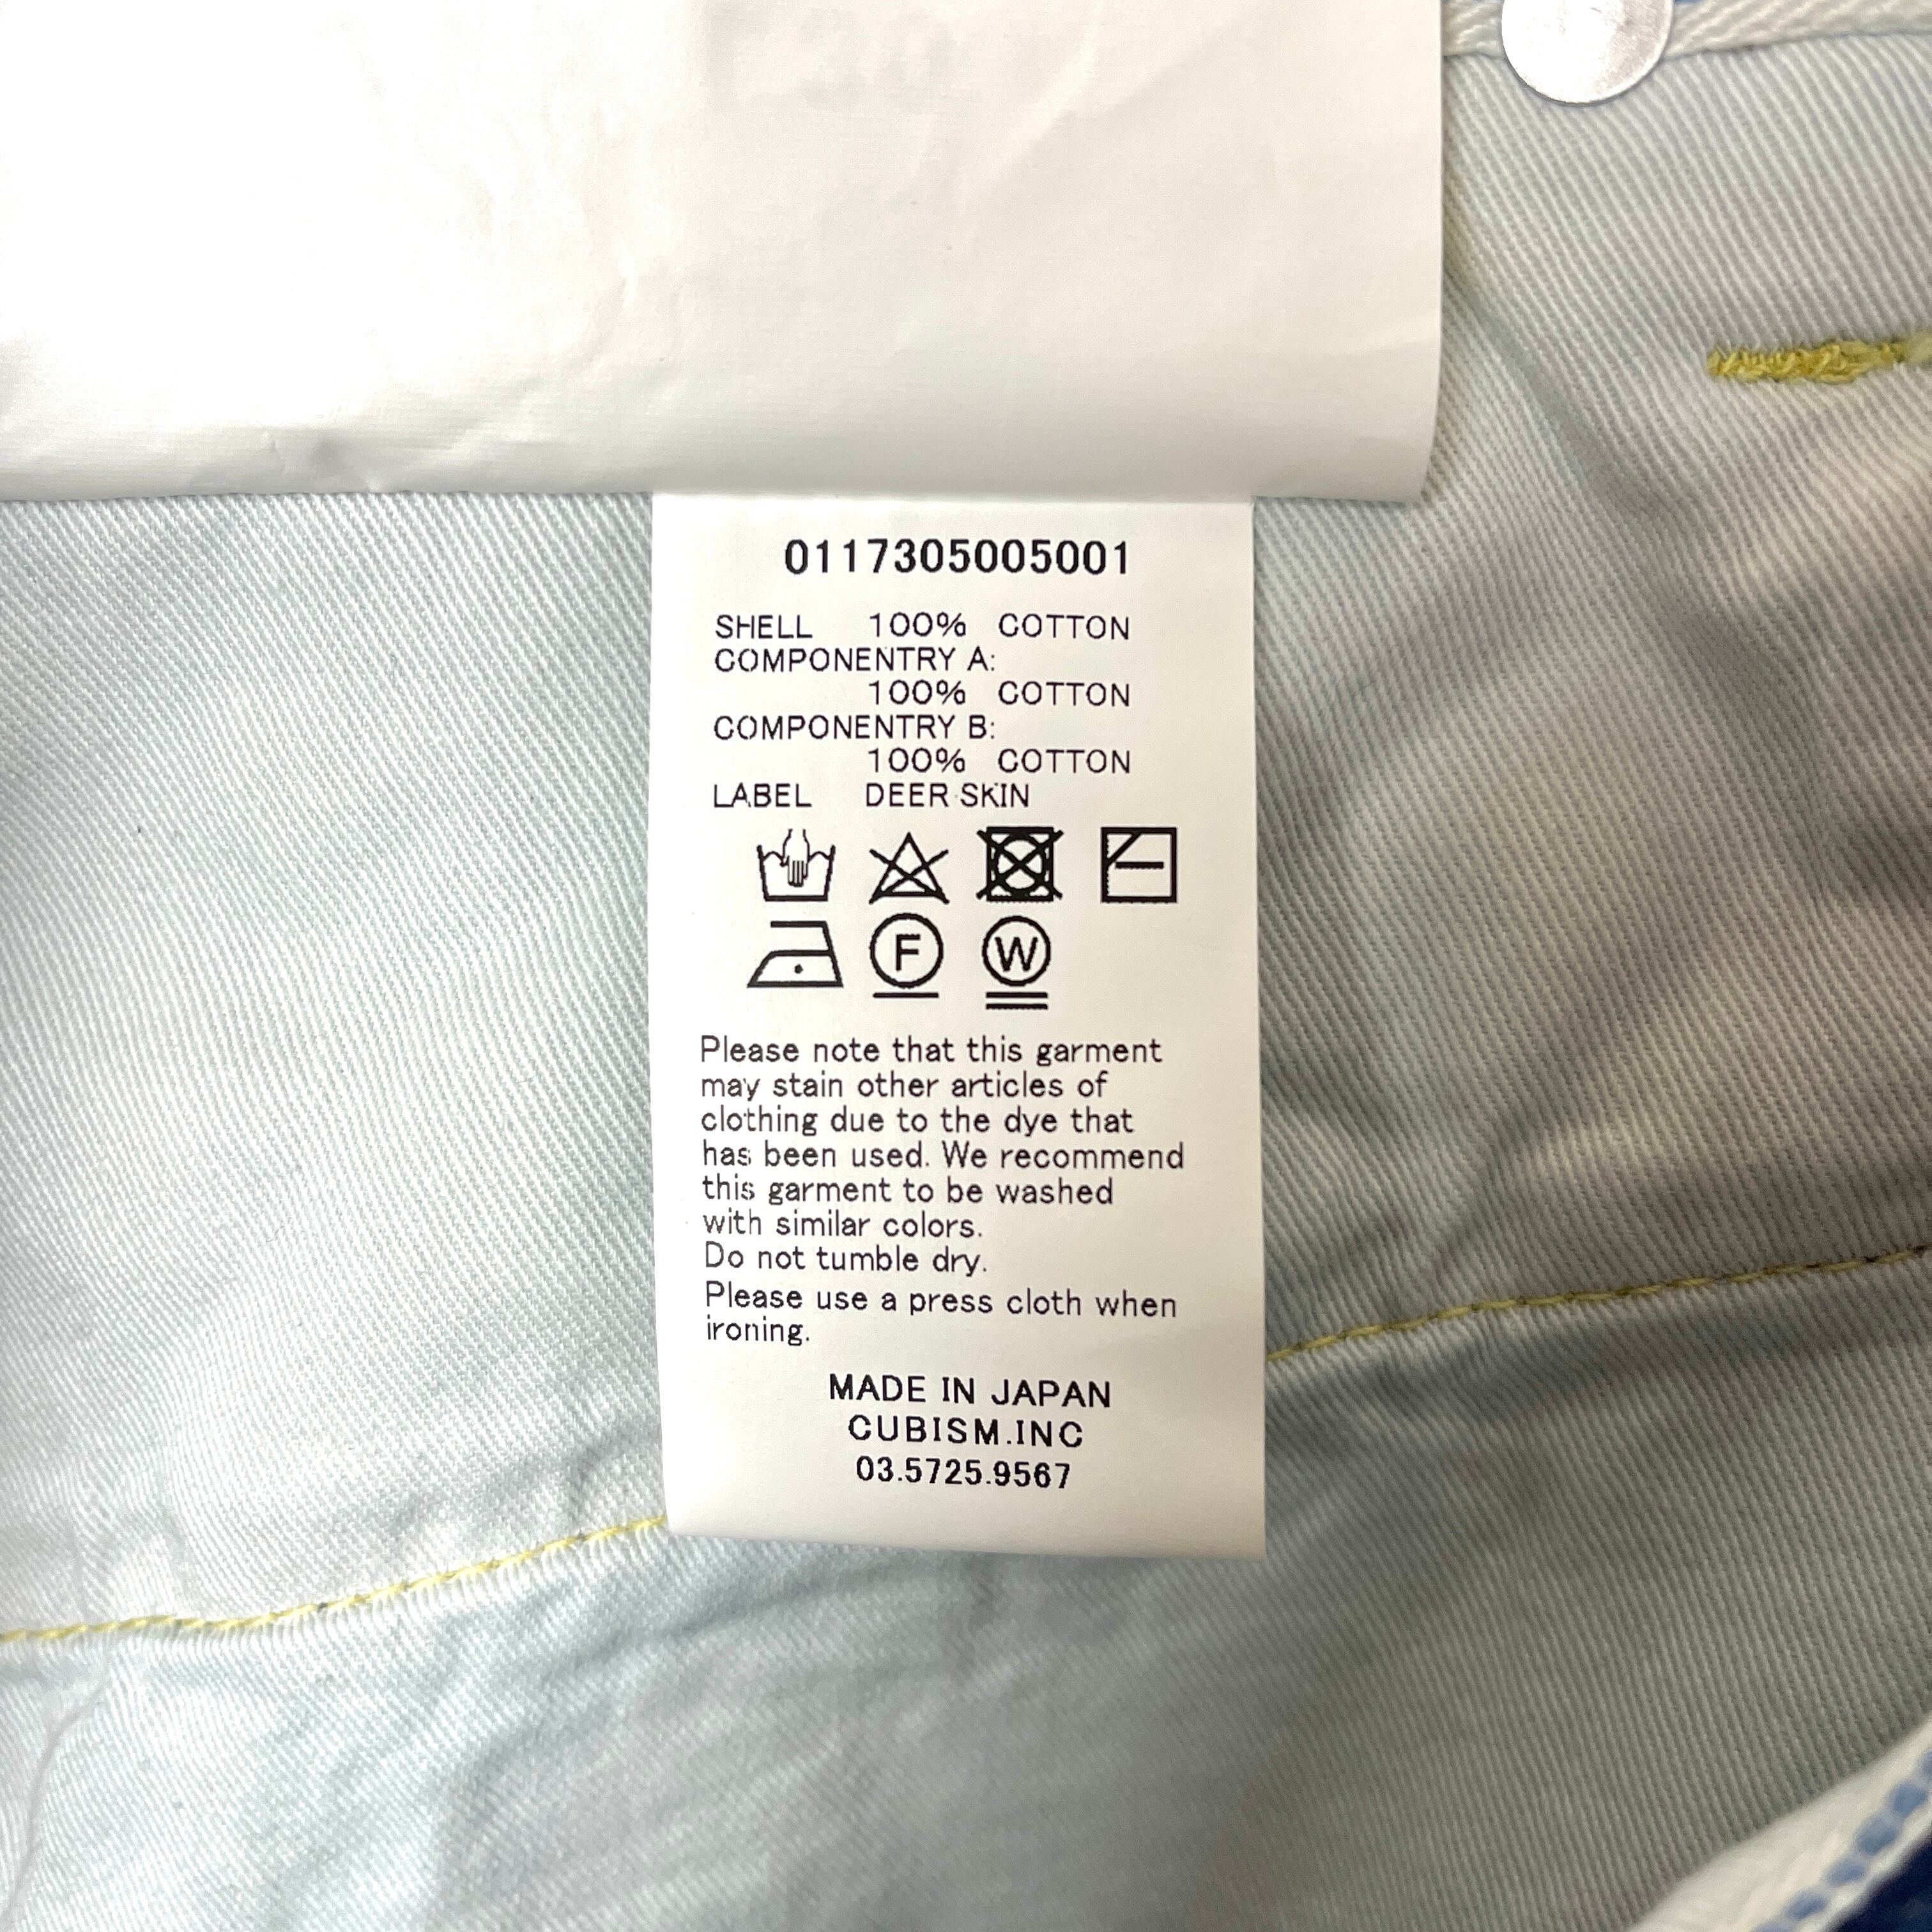 0117305005001
SHELL 100% COTTON
COMPONENTRY A:
100% COTTON
COMPONENTRY B:
100% COTTON
LABEL DEER SKIN
F W
Please note that this garment
may stain other articles of
clothing due to the dye that
has been used. We recommend
this garment to be washed
with similar colors.
Do not tumble dry.
Please use a press cloth when
ironing.
MADE IN JAPAN
CUBISM.INC
03.5725.9567